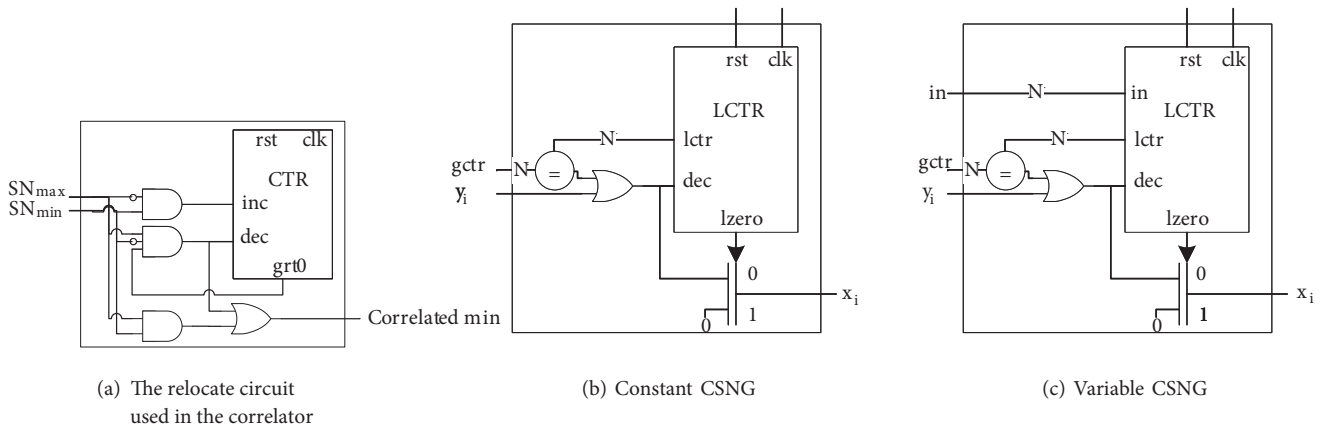 rst clk
CTR
SNmax
SNmin
inc
dec
grt0
Correlated min
(a) The relocate circuit
used in the correlator
rst clk
LCTR
N
lctr
gctr
N
=
yi
dec
lzero
0
xi
1
0
(b) Constant CSNG
rst clk
in
N
in
LCTR
N
lctr
gctr
N
=
yi
dec
lzero
0
xi
1
0
(c) Variable CSNG